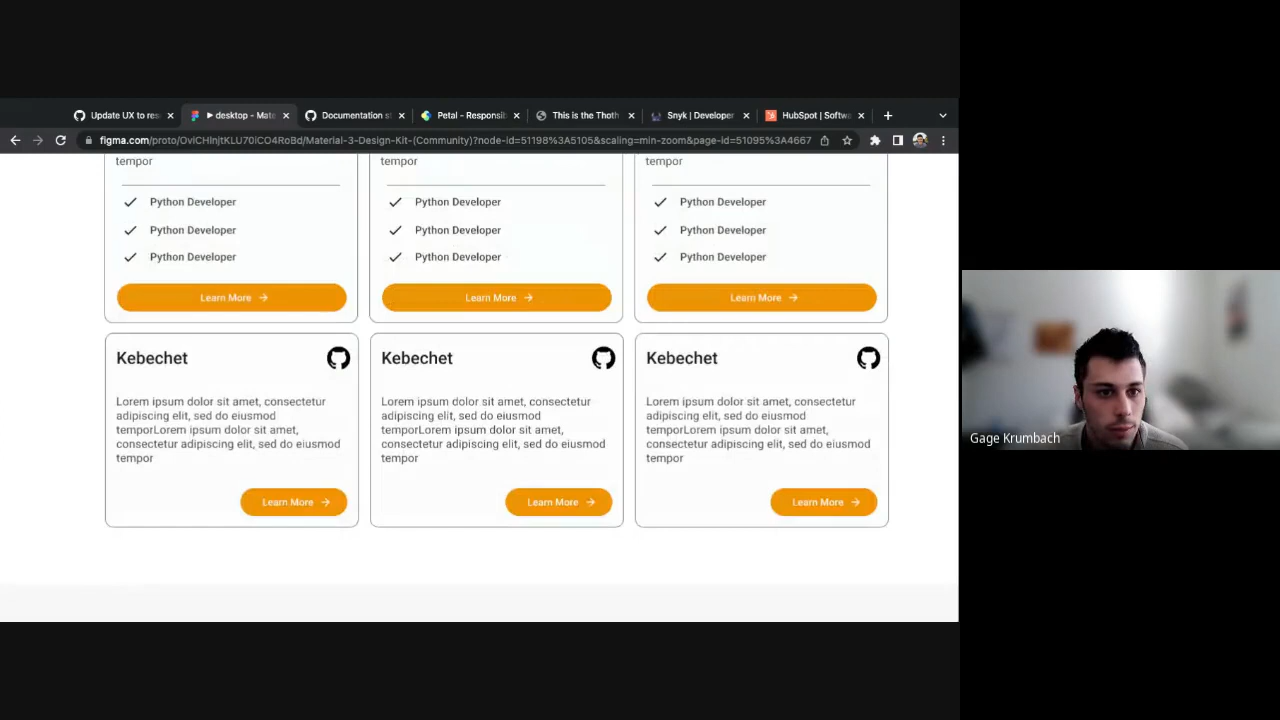 Update UX to res
desktop - Mate
Documentation st
Petal - Responsi
This is the Thoth
Snyk | Developer
HubSpot | Softwa
figma.com/proto/OviCHlnjtKLU70iCO4RoBd/Material-3-Design-Kit-(Community)?node-id=51198%3A5105&scaling=min-zoom&page-id=51095%3A4667
tempor
tempor
tempor
Python Developer
Python Developer
Python Developer
Python Developer
Python Developer
Python Developer
Python Developer
Python Developer
Python Developer
Learn More
Learn More
Learn More
Kebechet
Lorem ipsum dolor sit amet, consectetur
adipiscing elit, sed do eiusmod
temporLorem ipsum dolor sit amet,
consectetur adipiscing elit, sed do eiusmod
tempor
Learn More
Kebechet
Lorem ipsum dolor sit amet, consectetur
adipiscing elit, sed do eiusmod
temporLorem ipsum dolor sit amet,
consectetur adipiscing elit, sed do eiusmod
tempor
Learn More
Kebechet
Lorem ipsum dolor sit amet, consectetur
adipiscing elit, sed do eiusmod
temporLorem ipsum dolor sit amet,
consectetur adipiscing elit, sed do eiusmod
tempor
Learn More
Gage Krumbach